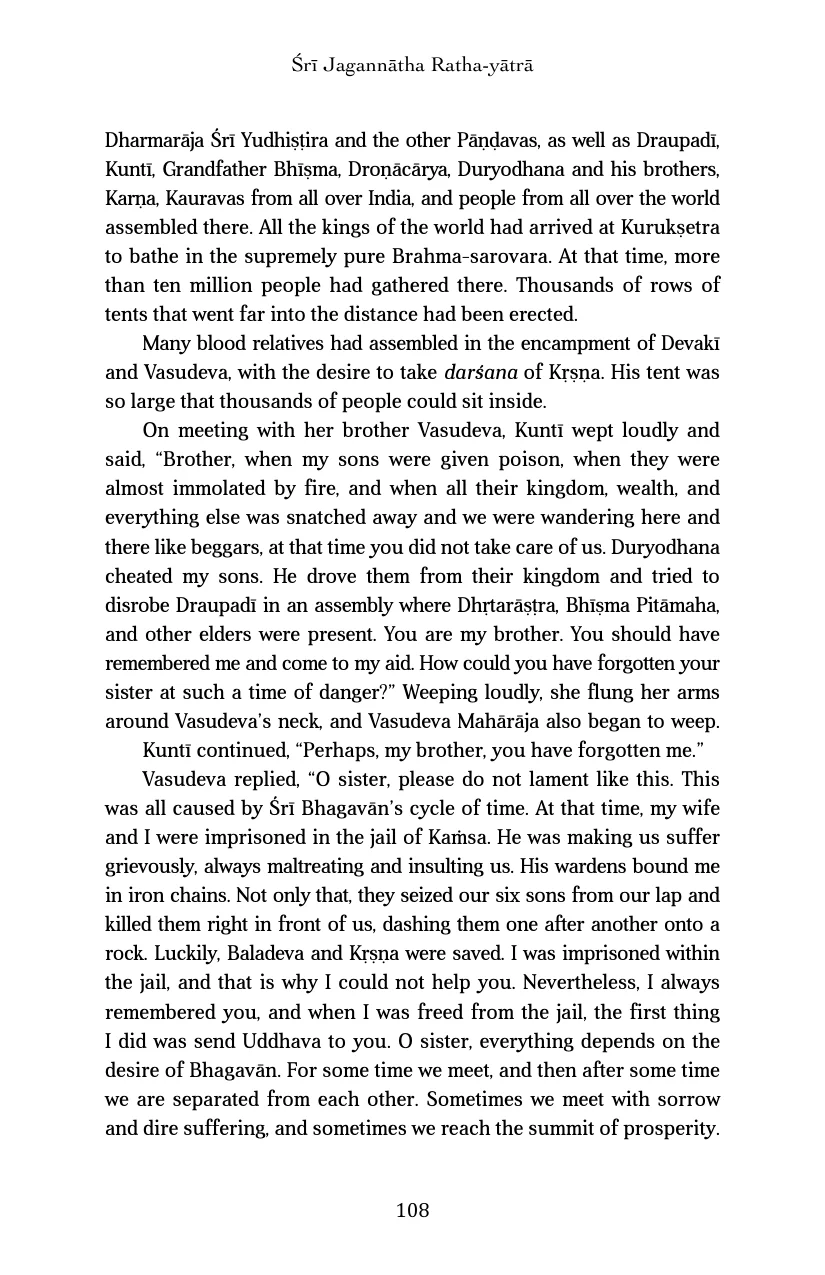 Śrī Jagannātha Ratha-yātrā
Dharmarāja Śrī Yudhiṣṭira and the other Pāṇḍavas, as well as Draupadī,
Kuntī, Grandfather Bhīṣma, Droṇācārya, Duryodhana and his brothers,
Karṇa, Kauravas from all over India, and people from all over the world
assembled there. All the kings of the world had arrived at Kurukṣetra
to bathe in the supremely pure Brahma-sarovara. At that time, more
than ten million people had gathered there. Thousands of rows of
tents that went far into the distance had been erected.
Many blood relatives had assembled in the encampment of Devakī
and Vasudeva, with the desire to take darśana of Kṛṣṇa. His tent was
so large that thousands of people could sit inside.
On meeting with her brother Vasudeva, Kuntī wept loudly and
said, “Brother, when my sons were given poison, when they were
almost immolated by fire, and when all their kingdom, wealth, and
everything else was snatched away and we were wandering here and
there like beggars, at that time you did not take care of us. Duryodhana
cheated my sons. He drove them from their kingdom and tried to
disrobe Draupadī in an assembly where Dhṛtarāṣṭra, Bhīṣma Pitāmaha,
and other elders were present. You are my brother. You should have
remembered me and come to my aid. How could you have forgotten your
sister at such a time of danger?” Weeping loudly, she flung her arms
around Vasudeva’s neck, and Vasudeva Mahārāja also began to weep.
Kuntī continued, “Perhaps, my brother, you have forgotten me.”
Vasudeva replied, “O sister, please do not lament like this. This
was all caused by Śrī Bhagavān’s cycle of time. At that time, my wife
and I were imprisoned in the jail of Kaṁsa. He was making us suffer
grievously, always maltreating and insulting us. His wardens bound me
in iron chains. Not only that, they seized our six sons from our lap and
killed them right in front of us, dashing them one after another onto a
rock. Luckily, Baladeva and Kṛṣṇa were saved. I was imprisoned within
the jail, and that is why I could not help you. Nevertheless, I always
remembered you, and when I was freed from the jail, the first thing
I did was send Uddhava to you. O sister, everything depends on the
desire of Bhagavān. For some time we meet, and then after some time
we are separated from each other. Sometimes we meet with sorrow
and dire suffering, and sometimes we reach the summit of prosperity.
108